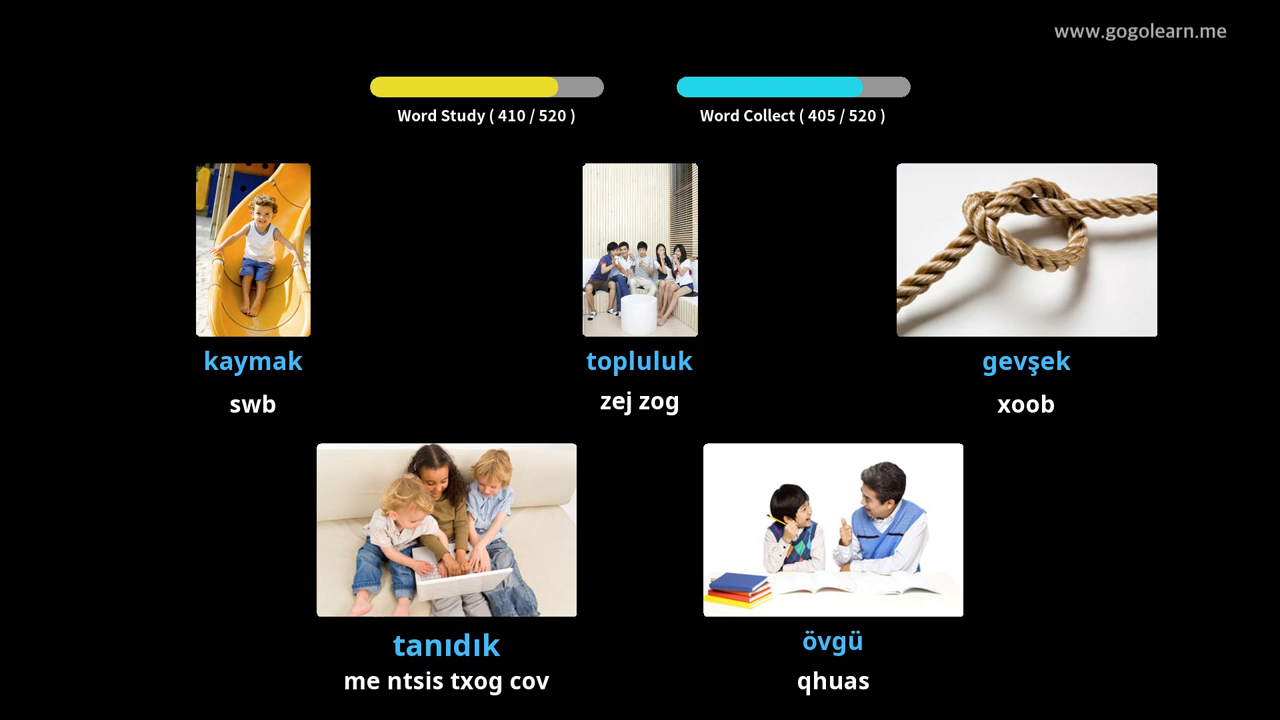 www.gogolearn.me
Word Study ( 410 / 520 )
Word Collect ( 405 / 520 )
kaymak
swb
topluluk
zej zog
gevşek
xoob
tanıdık
me ntsis txog cov
övgü
qhuas